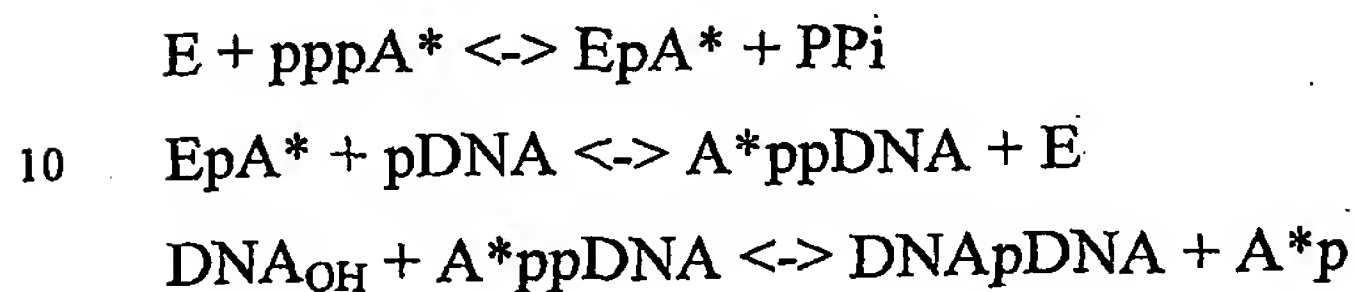 E + pppA* <-> EpA* + PPi
10 EpA* + pDNA <-> A*ppDNA + E
DNAOH + A*ppDNA <-> DNApDNA + A*p